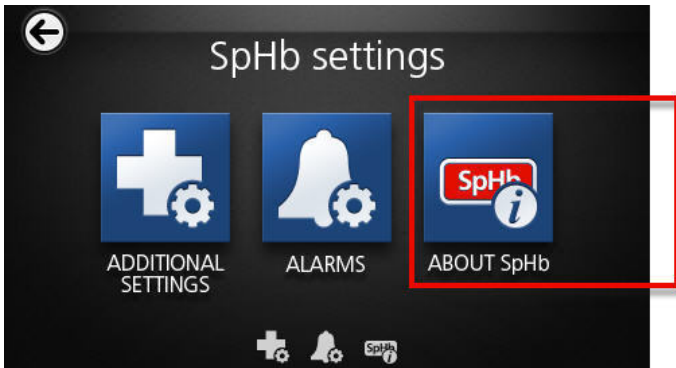 SpHb settings
SpHb
i
ADDITIONAL
SETTINGS
ALARMS
ABOUT SpHb
SpHb
i